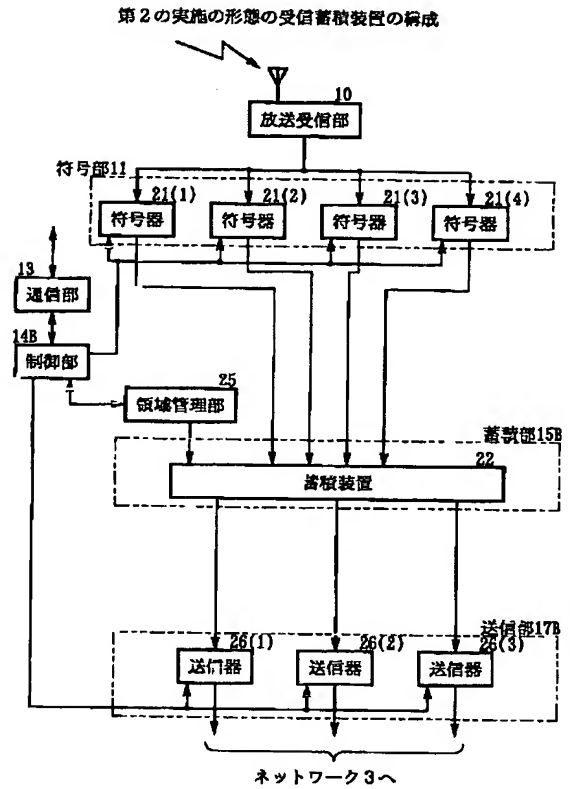 第2の実施の形態の受信蓄積装置の構成
10
放送受信部
符号部11
21(1)
21(2)
21(3)
21(4)
符号器
符号器
符号器
符号器
13
通信部
14B
制御部
25
領域管理部
蓄積部15B
22
蓄積装置
送信部17B
26(1)
26(2)
26(3)
送信器
送信器
送信器
ネットワーク3へ